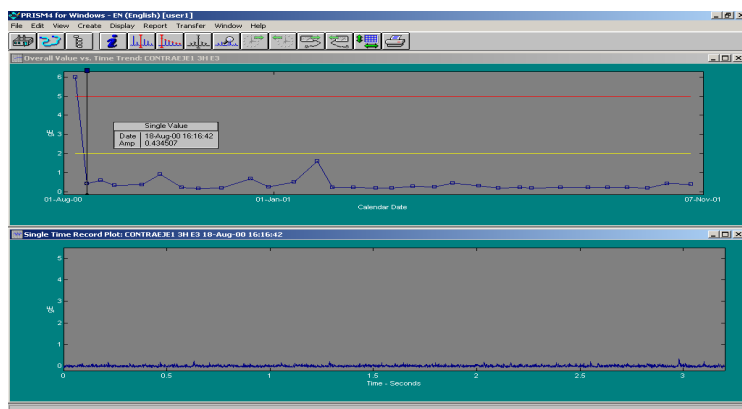 PRISM4 for Windows - EN (English) [user1]
File Edit View Create Display Report Transfer Window Help
Overall Value vs. Time Trend: CONTRAEJE1 3H E3
6
5
4
3
2
1
0
gE
Single Value
Date 18-Aug-00 16:16:42
Amp 0.434507
01-Aug-00 01-Jan-01 07-Nov-01
Calendar Date
Single Time Record Plot: CONTRAEJE1 3H E3 18-Aug-00 16:16:42
5
4
3
2
1
0
gE
0 0.5 1 1.5 2 2.5 3
Time - Seconds